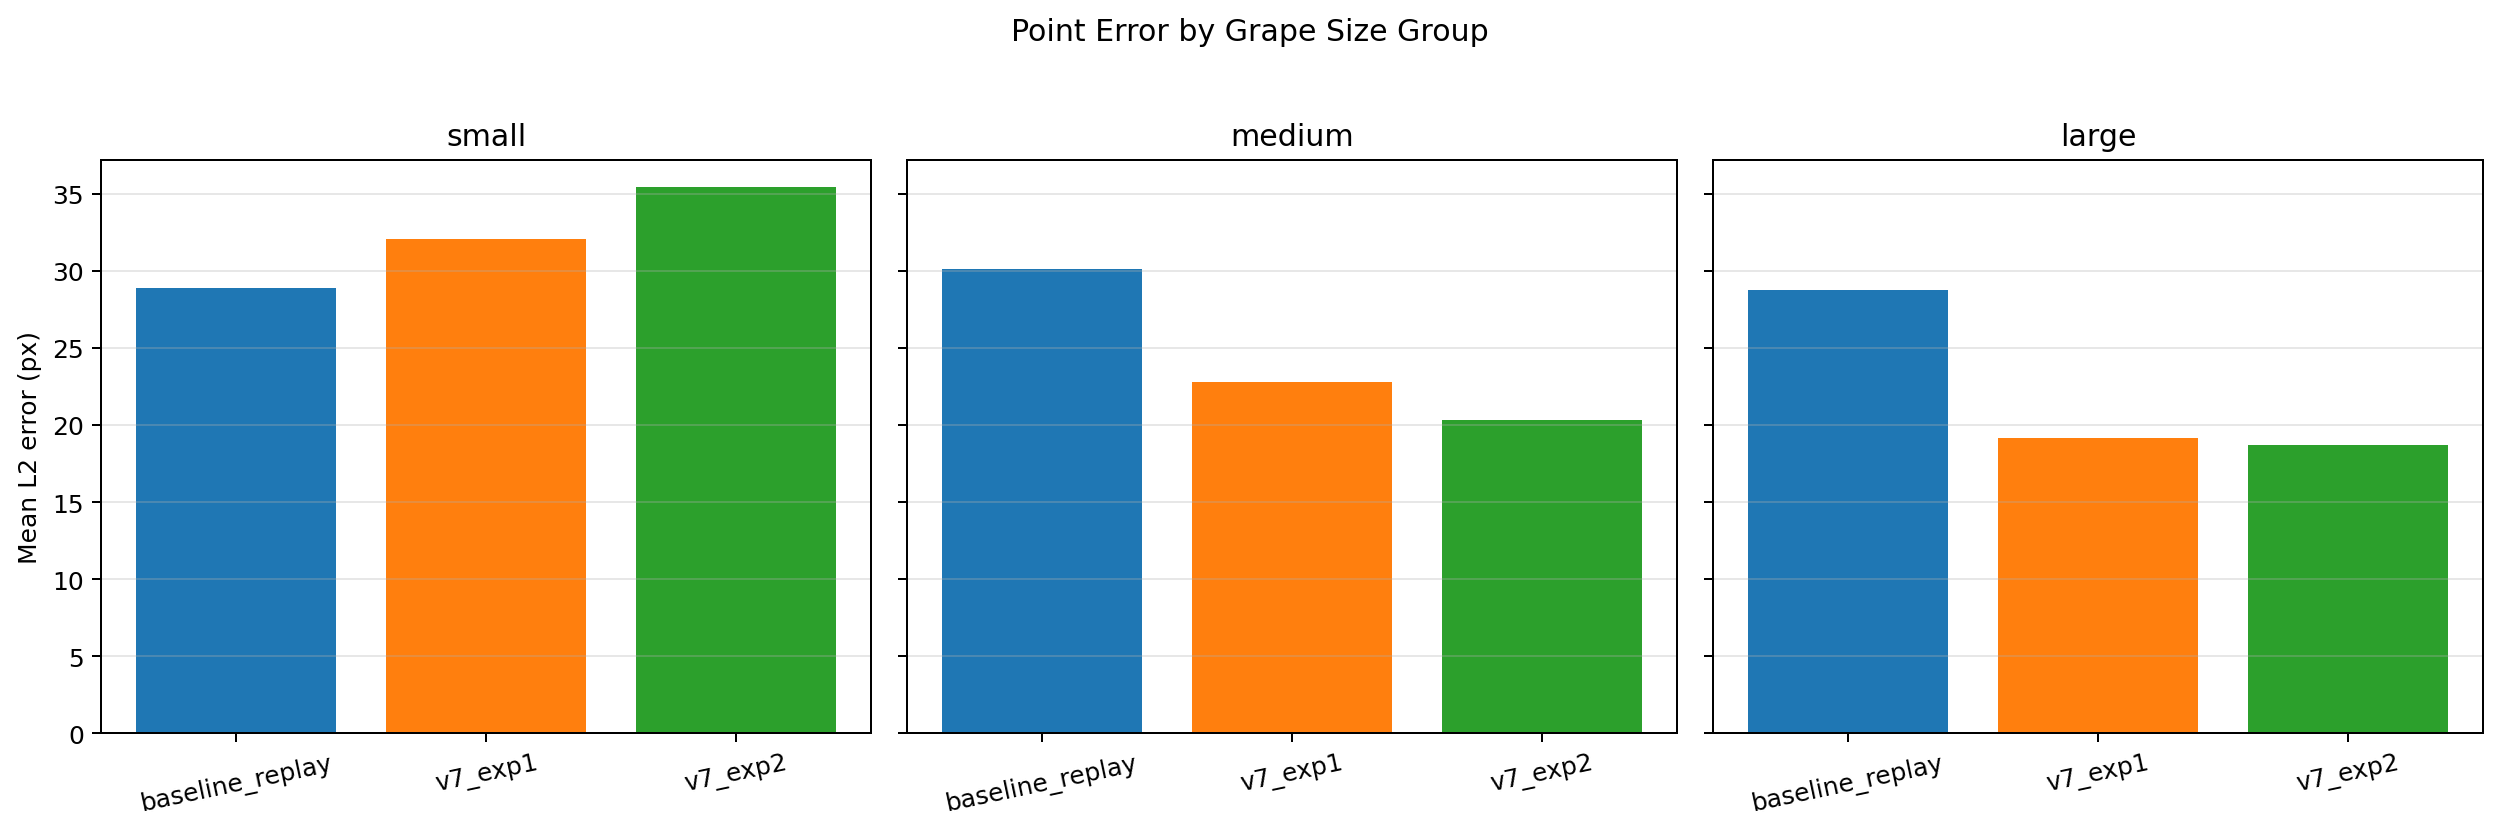 Point Error by Grape Size Group
small
medium
large
Mean L2 error (px)
35
30
25
20
15
10
5
0
baseline_replay
v7_exp1
v7_exp2
baseline_replay
v7_exp1
v7_exp2
baseline_replay
v7_exp1
v7_exp2